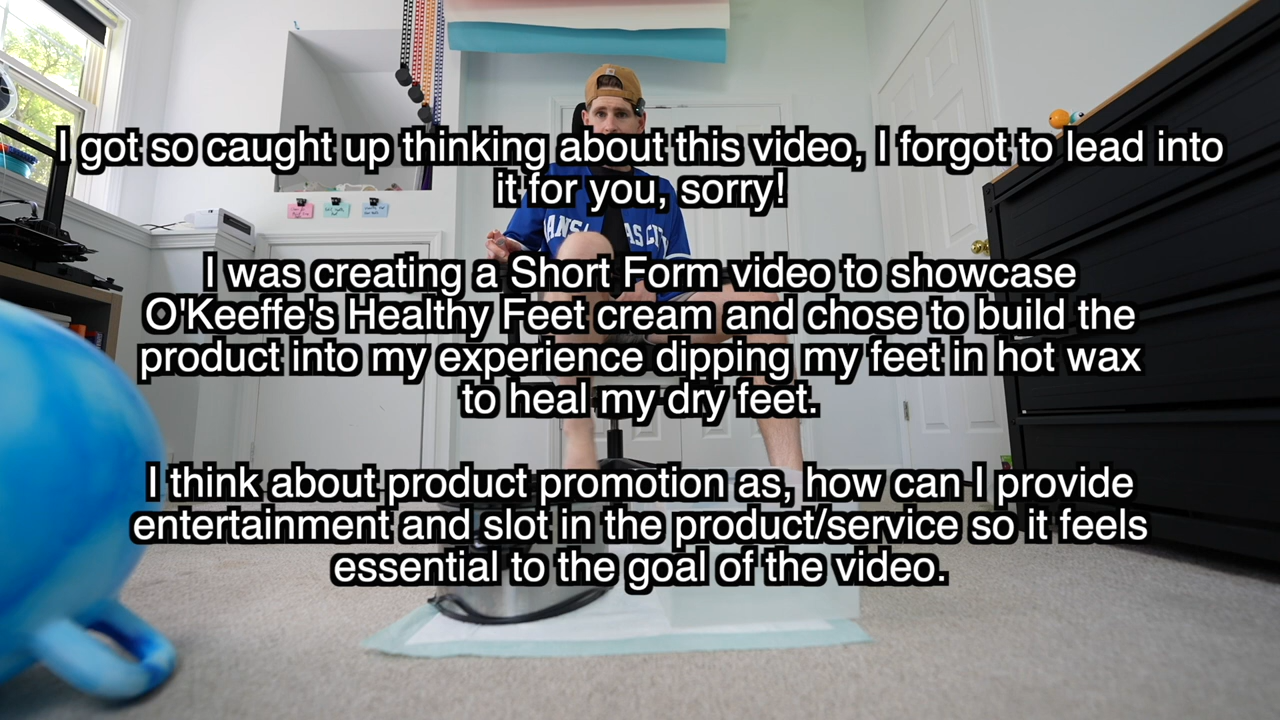 I got so caught up thinking about this video, I forgot to lead into
it for you, sorry!
I was creating a Short Form video to showcase
O'Keeffe's Healthy Feet cream and chose to build the
product into my experience dipping my feet in hot wax
to heal my dry feet.
I think about product promotion as, how can I provide
entertainment and slot in the product/service so it feels
essential to the goal of the video.